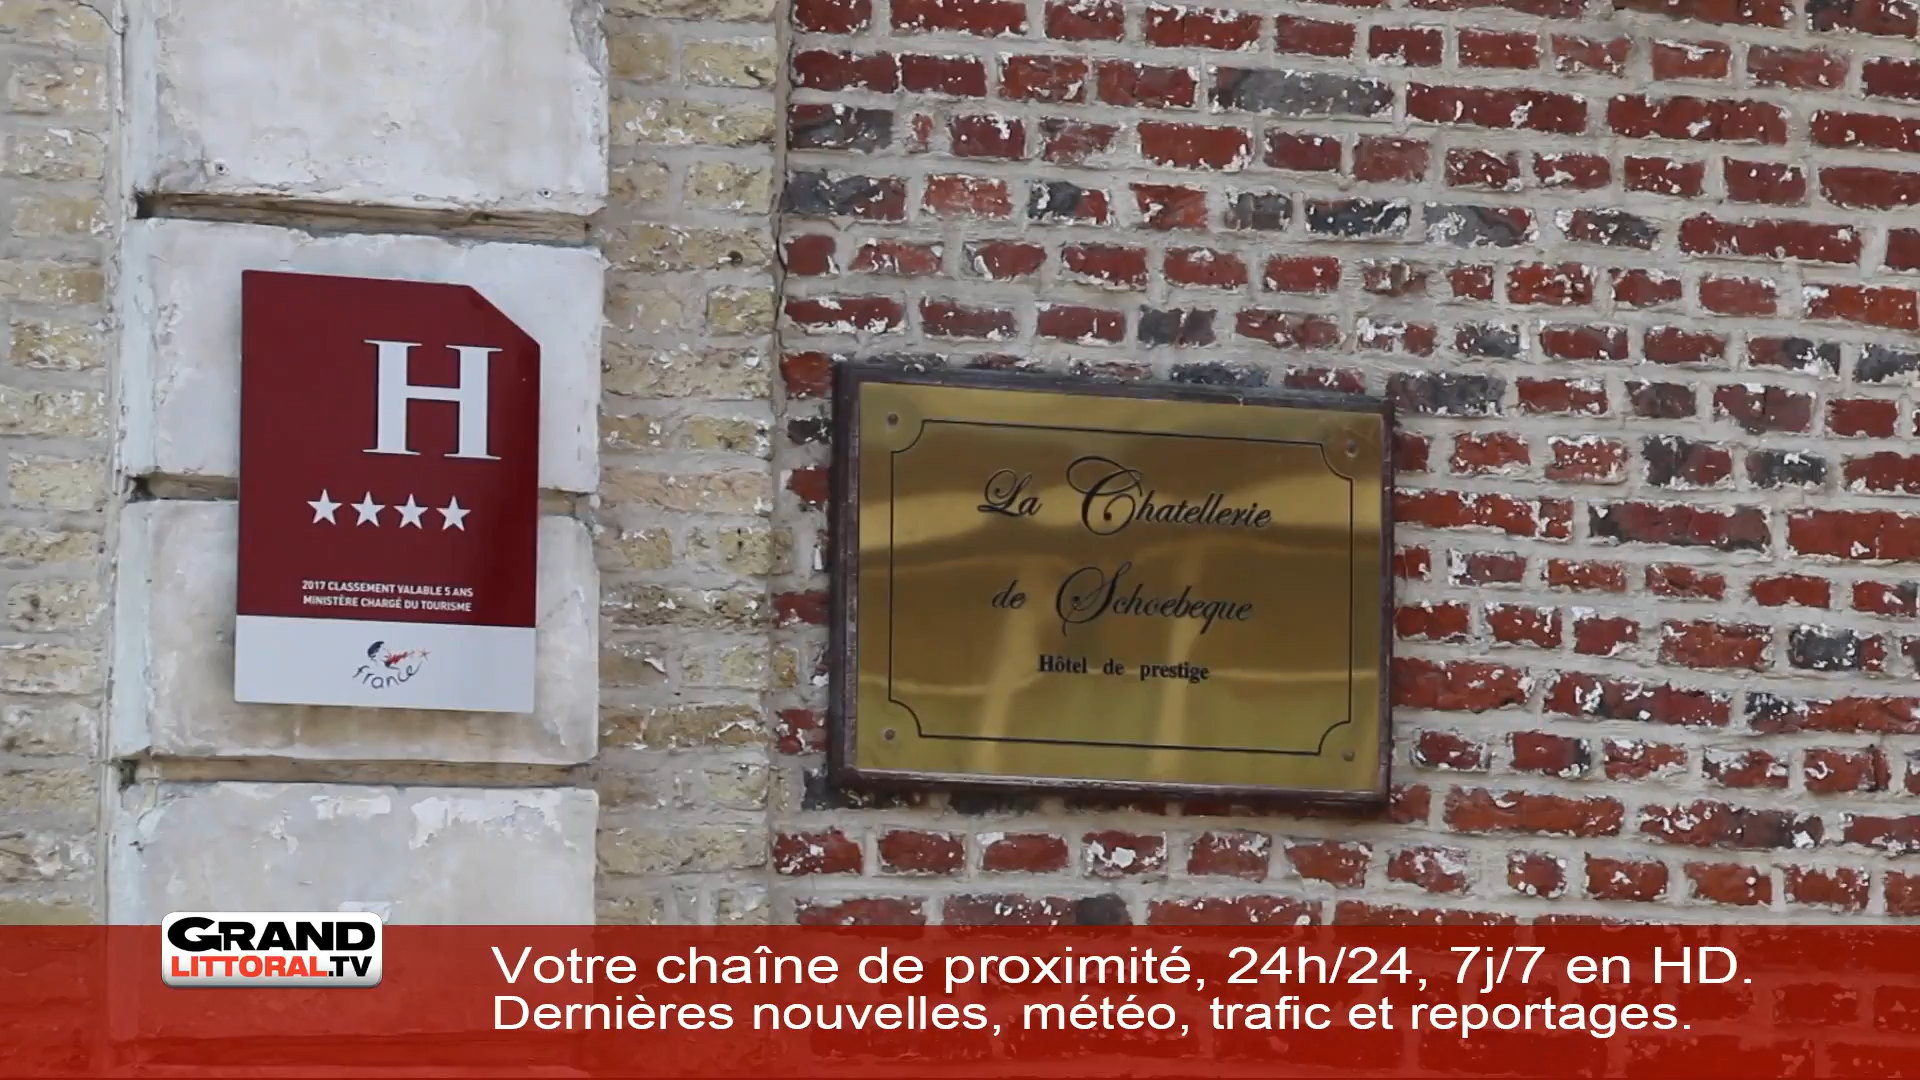 H
2017 CLASSEMENT VALABLE 5 ANS
MINISTÈRE CHARGÉ DU TOURISME
france
La Chatellerie
de Schoebeque
Hôtel de prestige
GRAND
LITTORAL.TV
Votre chaîne de proximité, 24h/24, 7j/7 en HD.
Dernières nouvelles, météo, trafic et reportages.